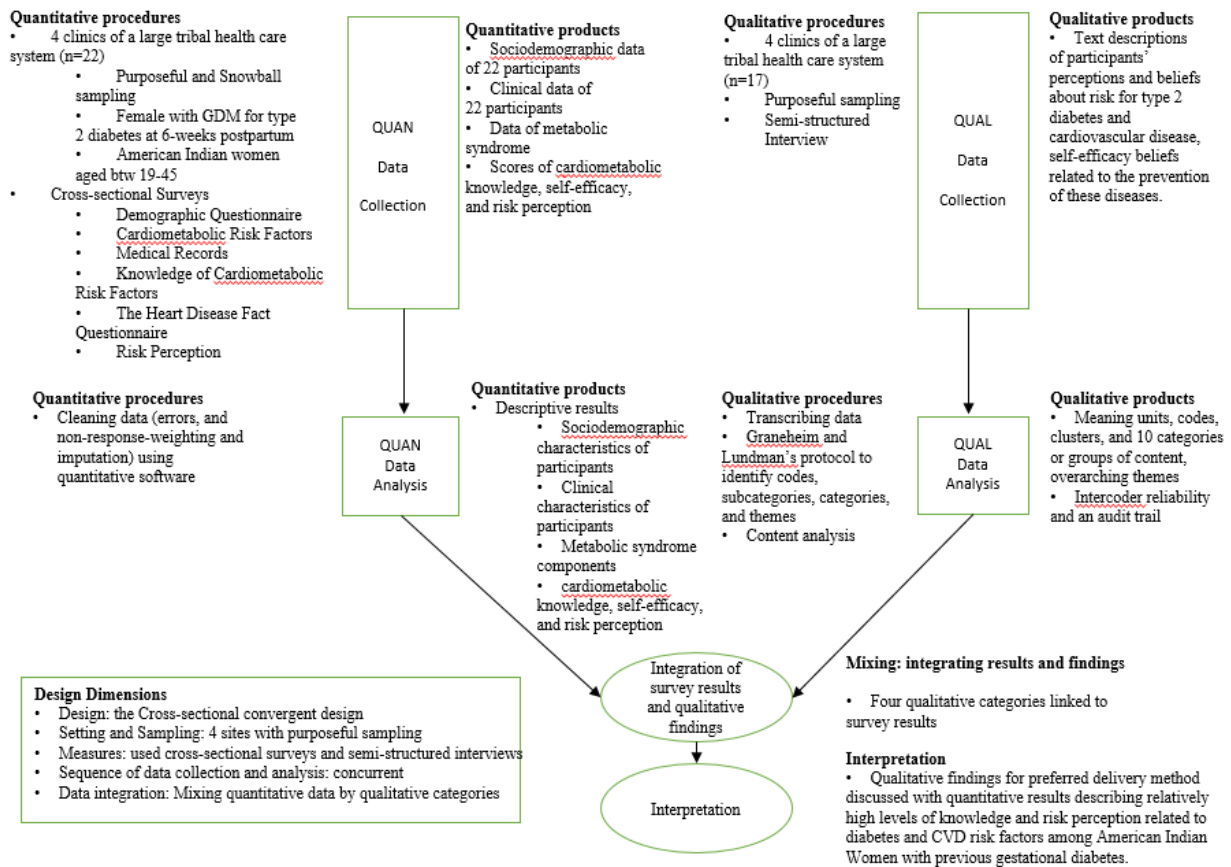 Quantitative procedures
• 4 clinics of a large tribal health care
system (n=22)
• Purposeful and Snowball
sampling
• Female with GDM for type
2 diabetes at 6-weeks postpartum
• American Indian women
aged btw 19-45
• Cross-sectional Surveys
• Demographic Questionnaire
• Cardiometabolic Risk Factors
• Medical Records
• Knowledge of Cardiometabolic
Risk Factors
• The Heart Disease Fact
Questionnaire
• Risk Perception
QUAN
Data
Collection
Quantitative products
• Sociodemographic data
of 22 participants
• Clinical data of
22 participants
• Data of metabolic
syndrome
• Scores of cardiometabolic
knowledge, self-efficacy,
and risk perception
Qualitative procedures
• 4 clinics of a large
tribal health care system
(n=17)
• Purposeful sampling
• Semi-structured
Interview
QUAL
Data
Collection
Qualitative products
• Text descriptions
of participants’
perceptions and beliefs
about risk for type 2
diabetes and
cardiovascular disease,
self-efficacy beliefs
related to the prevention
of these diseases.
Quantitative procedures
• Cleaning data (errors, and
non-response-weighting and
imputation) using
quantitative software
QUAN
Data
Analysis
Quantitative products
• Descriptive results
• Sociodemographic
characteristics of
participants
• Clinical
characteristics of
participants
• Metabolic syndrome
components
• cardiometabolic
knowledge, self-efficacy,
and risk perception
Qualitative procedures
• Transcribing data
• Graneheim and
Lundman’s protocol to
identify codes,
subcategories, categories,
and themes
• Content analysis
QUAL
Data
Analysis
Qualitative products
• Meaning units, codes,
clusters, and 10 categories
or groups of content,
overarching themes
• Intercoder reliability
and an audit trail
Design Dimensions
• Design: the Cross-sectional convergent design
• Setting and Sampling: 4 sites with purposeful sampling
• Measures: used cross-sectional surveys and semi-structured interviews
• Sequence of data collection and analysis: concurrent
• Data integration: Mixing quantitative data by qualitative categories
Integration of
survey results
and qualitative
findings
Interpretation
Mixing: integrating results and findings
• Four qualitative categories linked to
survey results
Interpretation
• Qualitative findings for preferred delivery method
discussed with quantitative results describing relatively
high levels of knowledge and risk perception related to
diabetes and CVD risk factors among American Indian
Women with previous gestational diabetes.